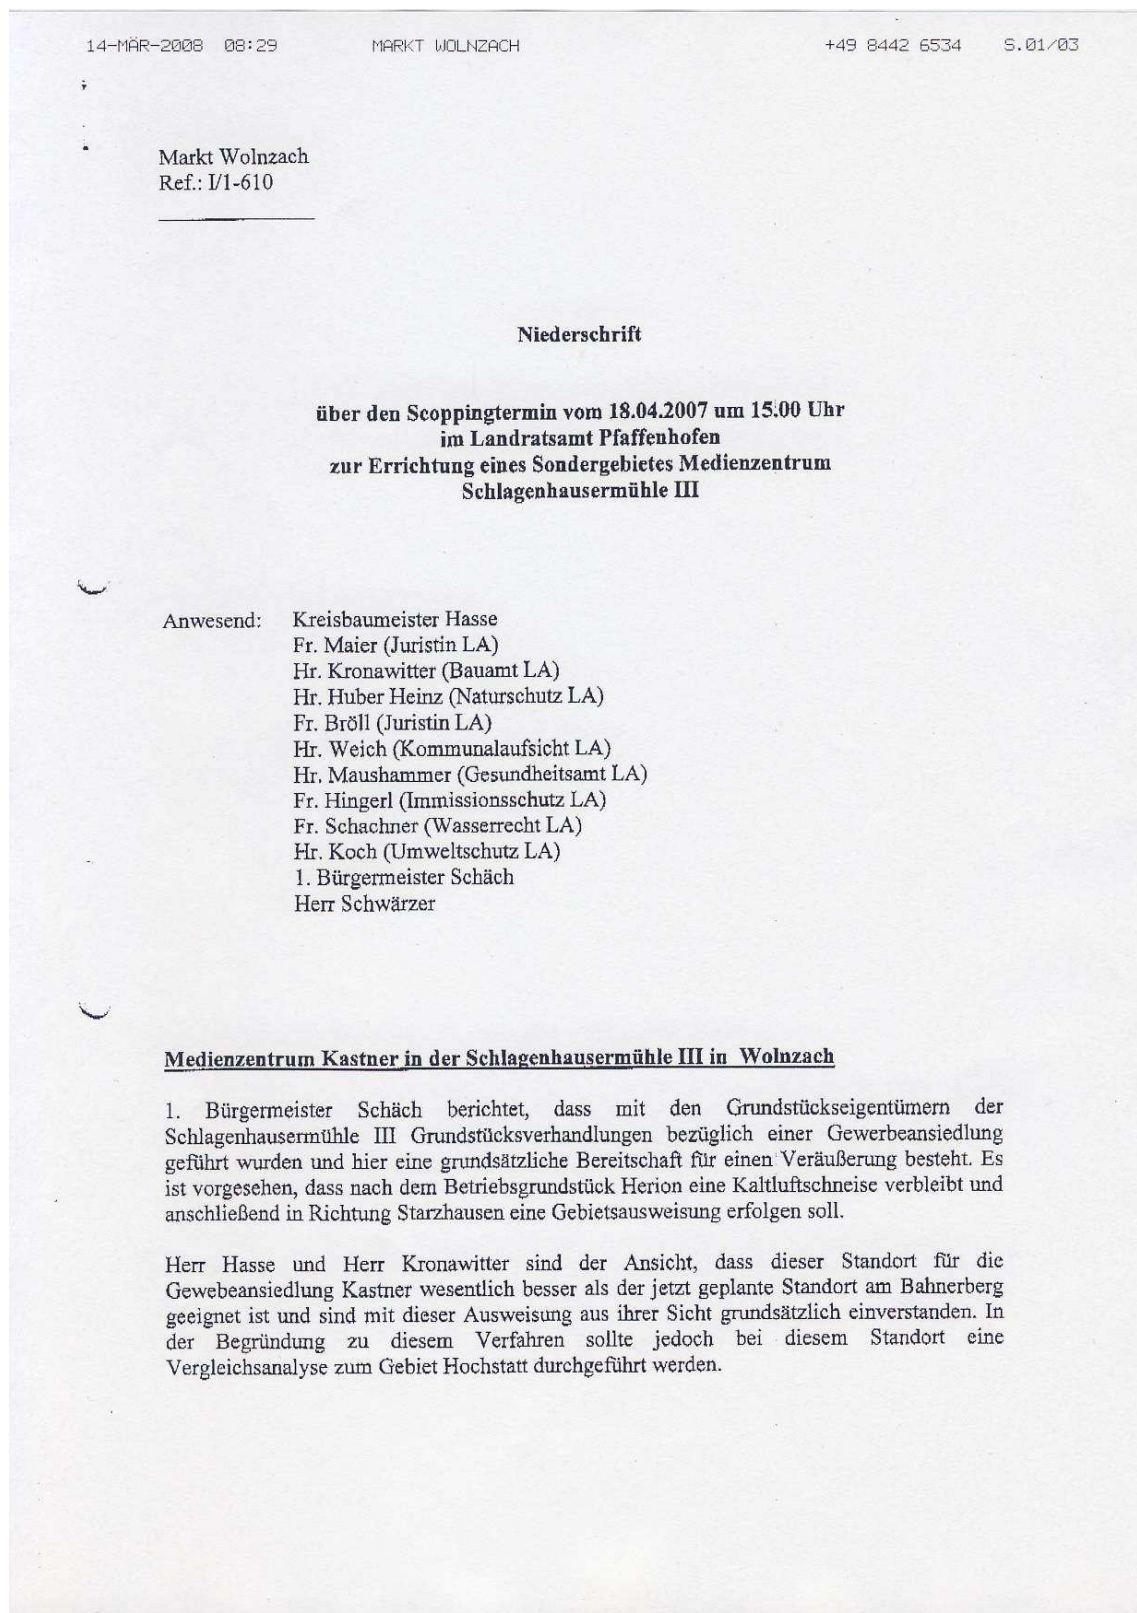 14-MÄR-2008 08:29 MARKT WOLNZACH +49 8442 6534 S.01/03
Markt Wolnzach
Ref.: I/1-610
Niederschrift
über den Scoppingtermin vom 18.04.2007 um 15:00 Uhr
im Landratsamt Pfaffenhofen
zur Errichtung eines Sondergebietes Medienzentrum
Schlagenhausermühle III
Anwesend: Kreisbaumeister Hasse
Fr. Maier (Juristin LA)
Hr. Kronawitter (Bauamt LA)
Hr. Huber Heinz (Naturschutz LA)
Fr. Bröll (Juristin LA)
Hr. Weich (Kommunalaufsicht LA)
Hr. Maushammer (Gesundheitsamt LA)
Fr. Hingerl (Immissionsschutz LA)
Fr. Schachner (Wasserrecht LA)
Hr. Koch (Umweltschutz LA)
1. Bürgermeister Schäch
Herr Schwärzer
Medienzentrum Kastner in der Schlagenhausermühle III in Wolnzach
1. Bürgermeister Schäch berichtet, dass mit den Grundstückseigentümern der
Schlagenhausermühle III Grundstücksverhandlungen bezüglich einer Gewerbeansiedlung
geführt wurden und hier eine grundsätzliche Bereitschaft für einen Veräußerung besteht. Es
ist vorgesehen, dass nach dem Betriebsgrundstück Herion eine Kaltluftschneise verbleibt und
anschließend in Richtung Starzhausen eine Gebietsausweisung erfolgen soll.
Herr Hasse und Herr Kronawitter sind der Ansicht, dass dieser Standort für die
Gewebeansiedlung Kastner wesentlich besser als der jetzt geplante Standort am Bahnerberg
geeignet ist und sind mit dieser Ausweisung aus ihrer Sicht grundsätzlich einverstanden. In
der Begründung zu diesem Verfahren sollte jedoch bei diesem Standort eine
Vergleichsanalyse zum Gebiet Hochstatt durchgeführt werden.